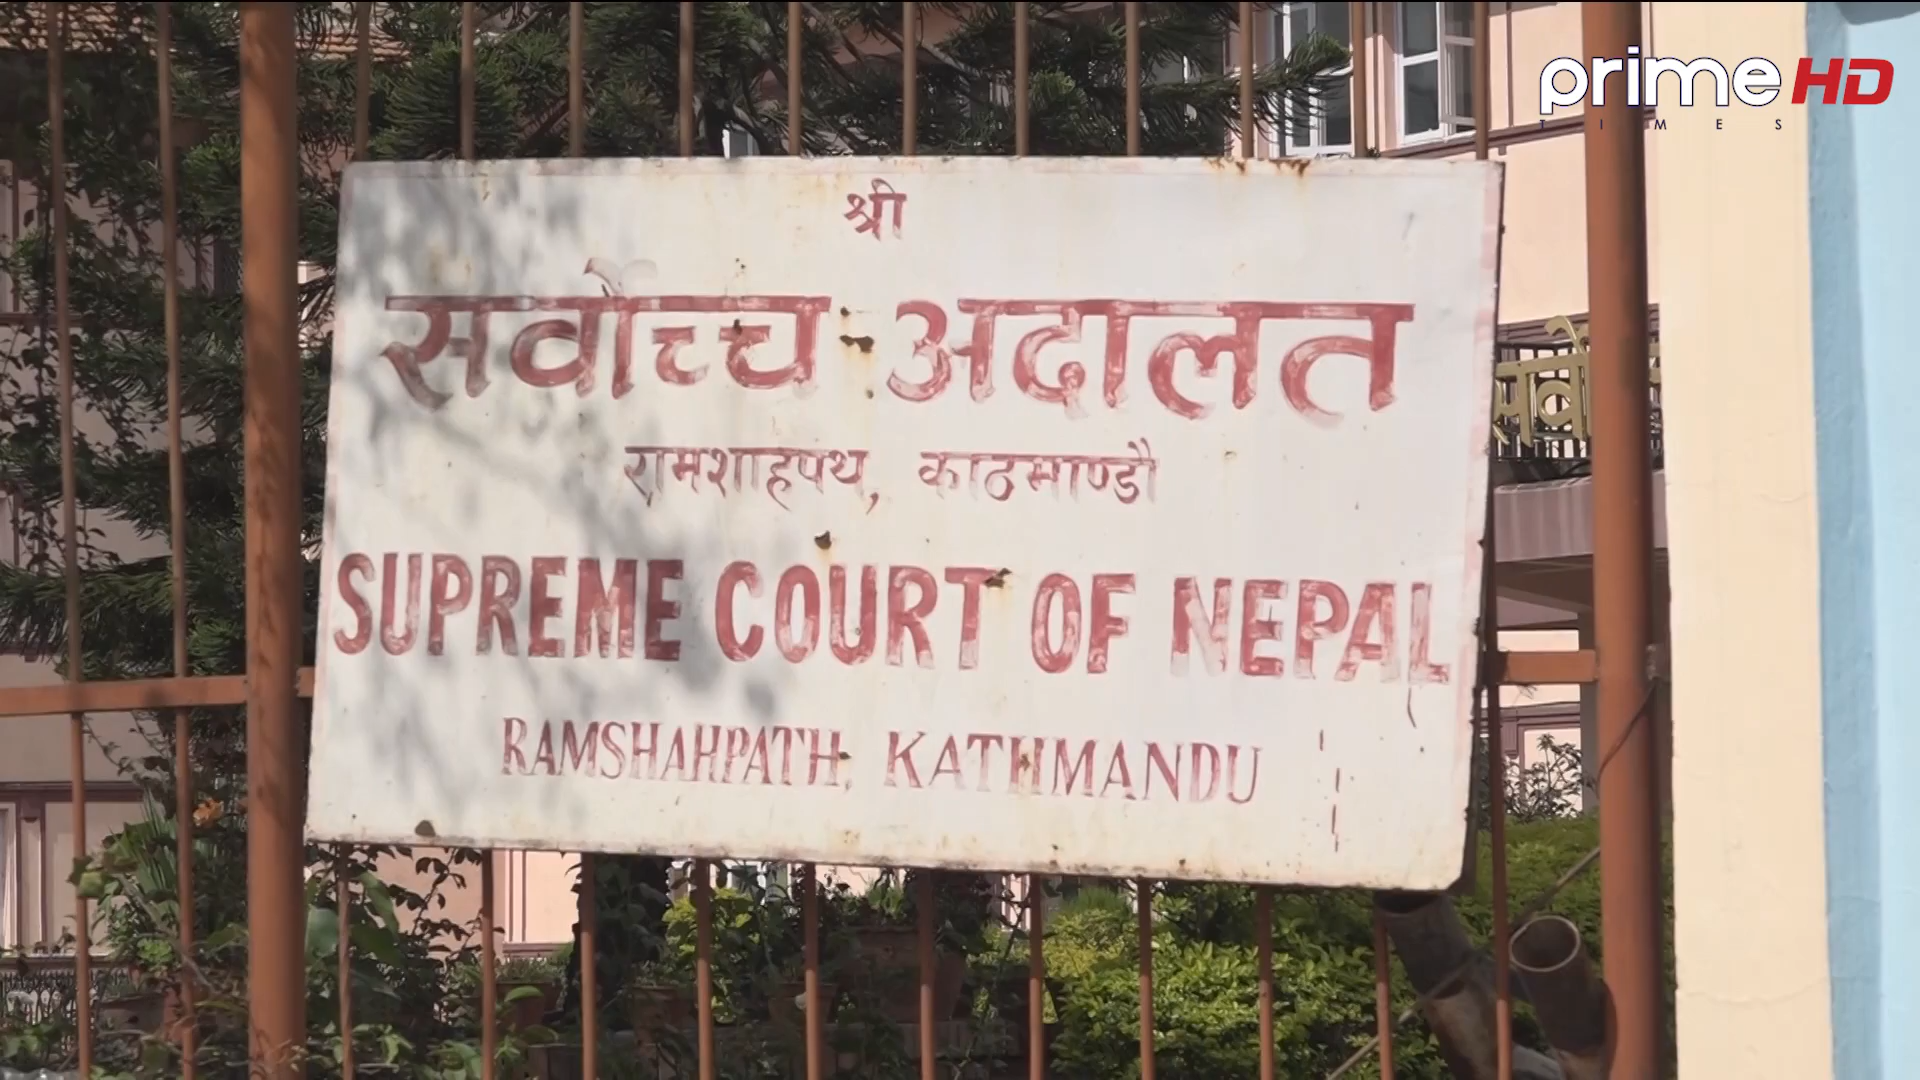 prime HD
TIMES
श्री
सर्वोच्च अदालत
रामशाहपथ, काठमाण्डौ
SUPREME COURT OF NEPAL
RAMSHAHPATH, KATHMANDU